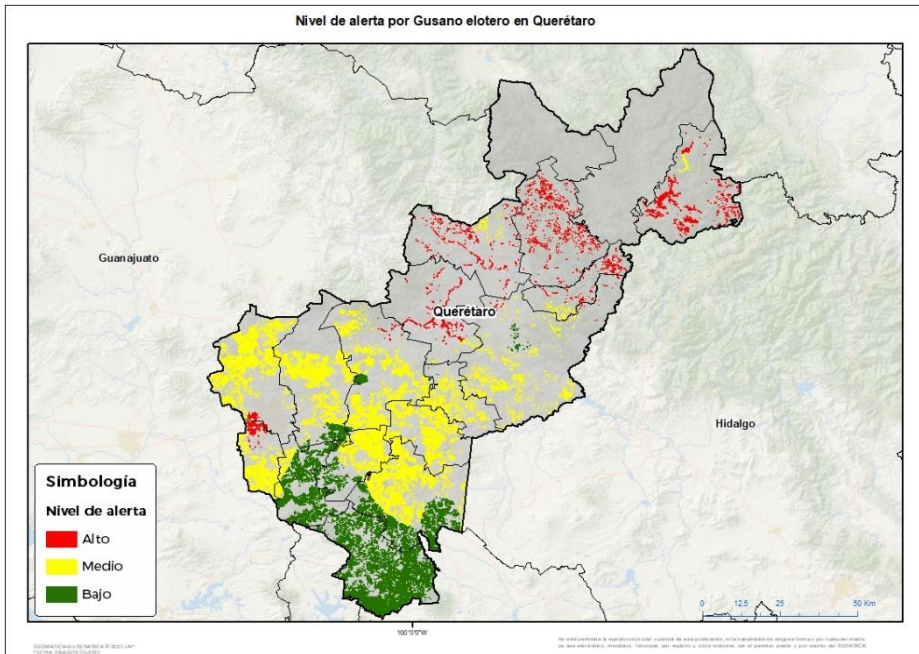 Nivel de alerta por Gusano elotero en Querétaro
Guanajuato
Querétaro
Hidalgo
Simbología
Nivel de alerta
Alto
Medio
Bajo
0 12.5 25 50 Km
100°0'0"W